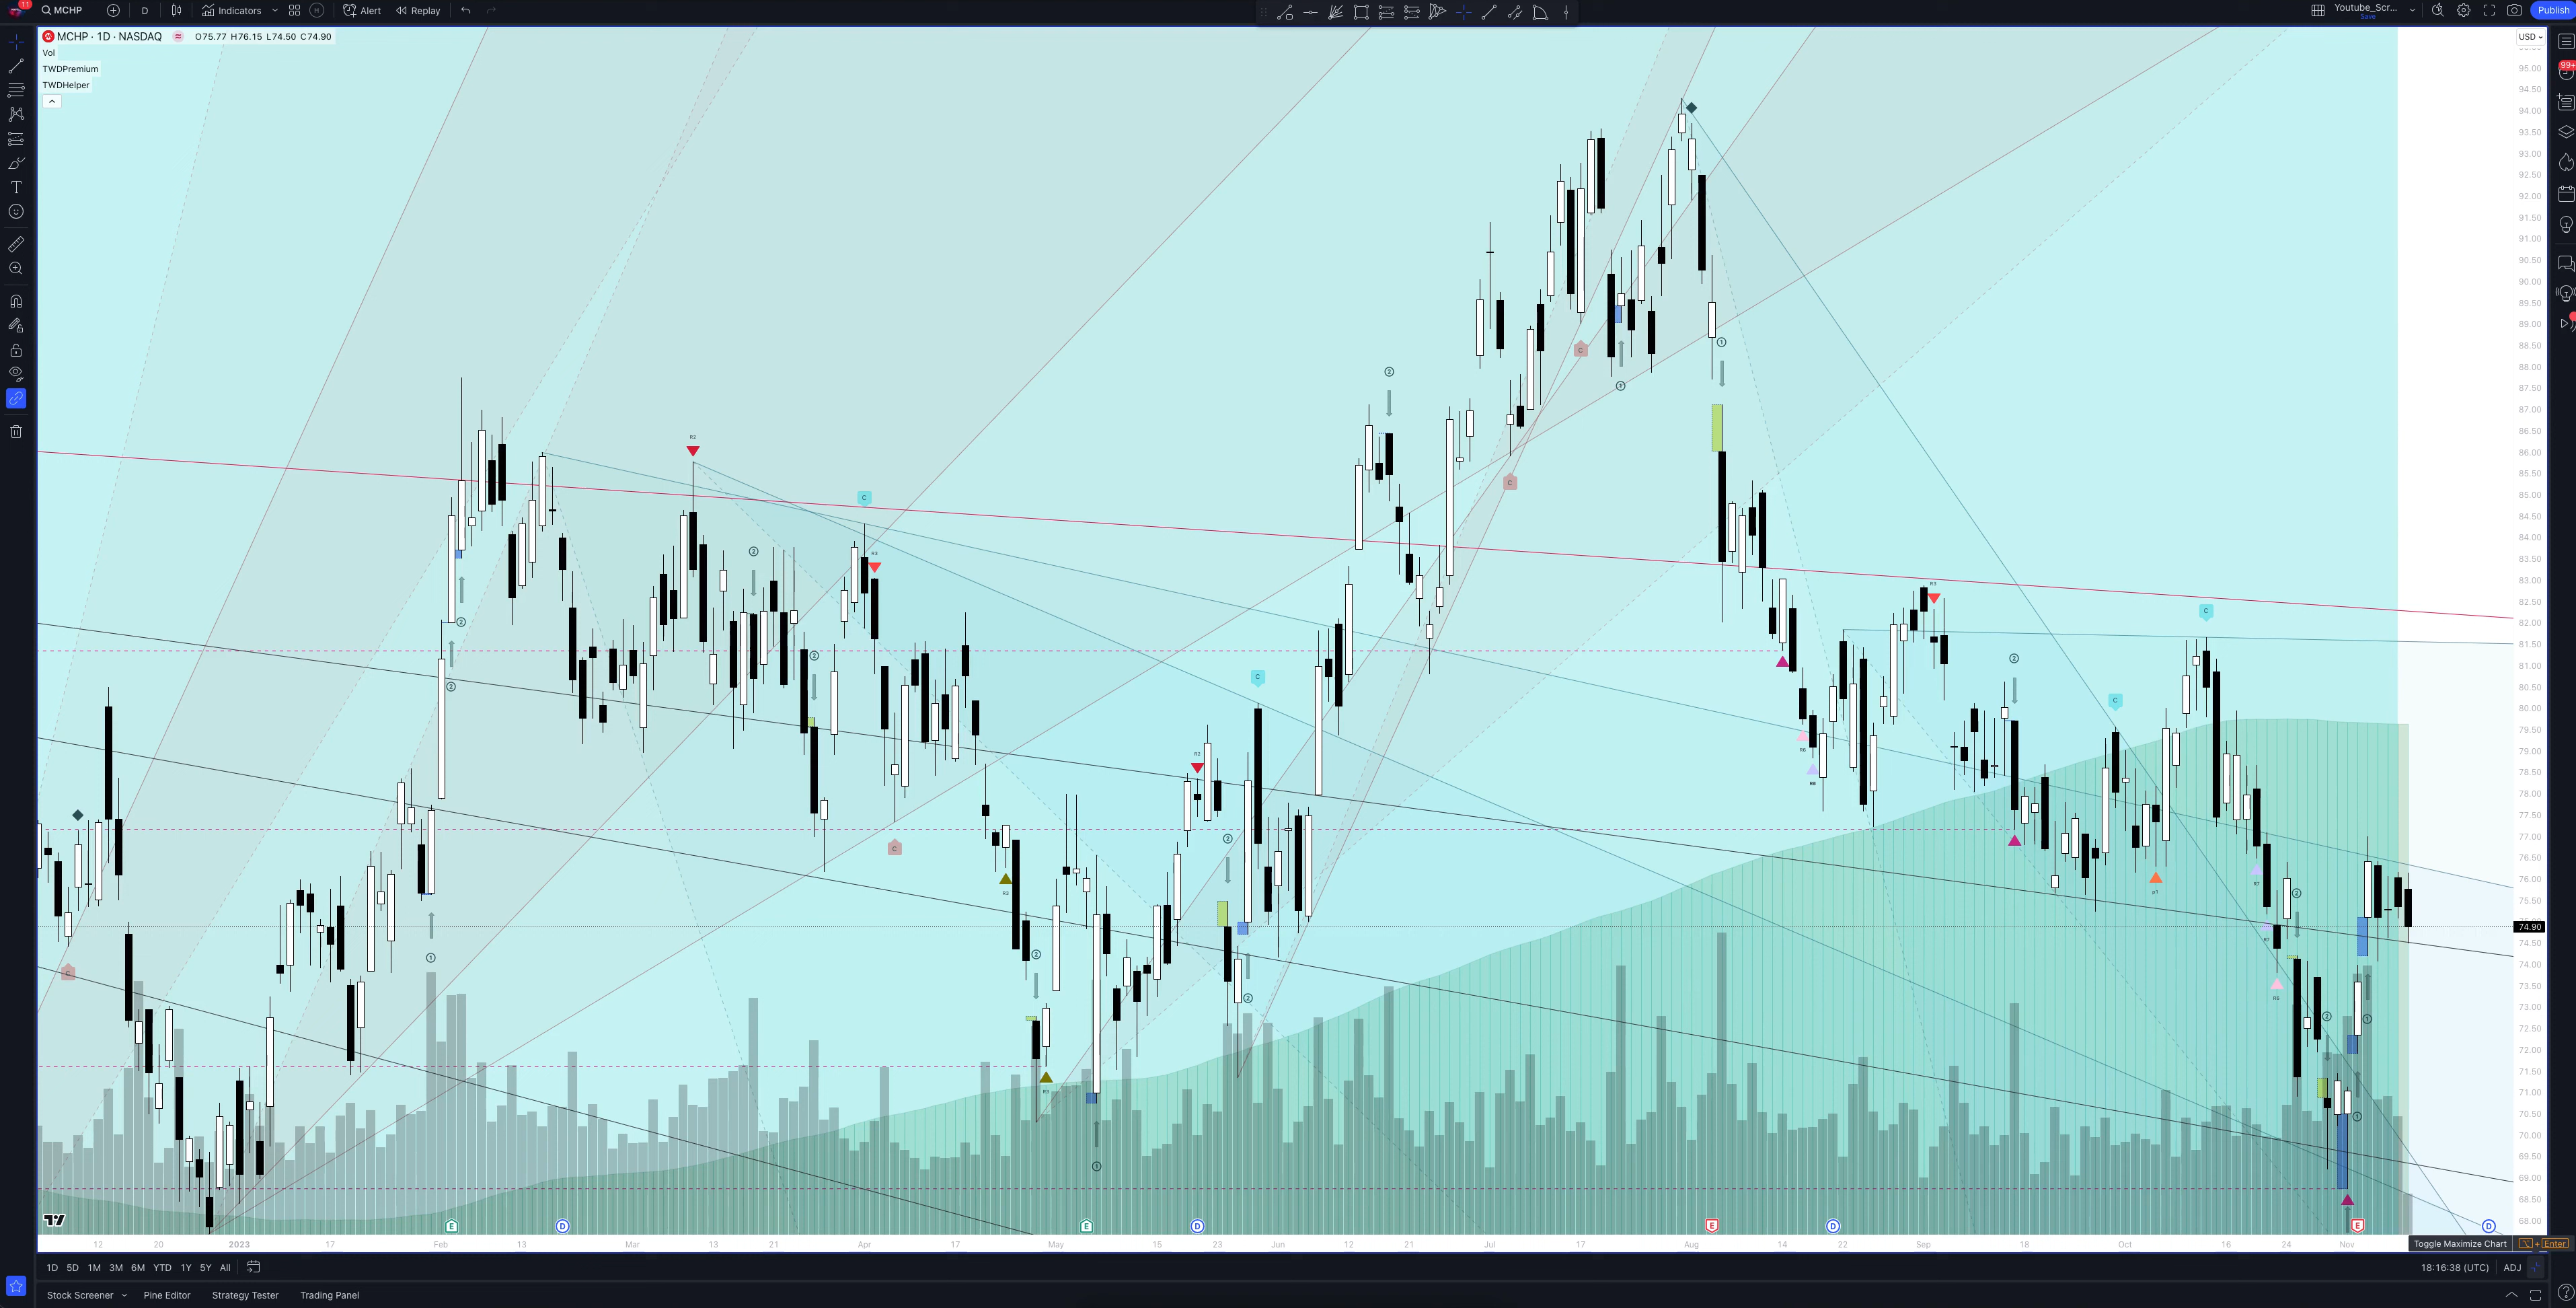 11
MCHP
D
Indicators
Alert
Replay
Youtube_Scr...
Save
Publish
MCHP · 1D · NASDAQ
O75.77 H76.15 L74.50 C74.90
Vol
TWDPremium
TWDHelper
USD
99+
95.00
94.50
94.00
93.50
93.00
92.50
92.00
91.50
91.00
90.50
90.00
89.50
89.00
88.50
88.00
87.50
87.00
86.50
86.00
85.50
85.00
84.50
84.00
83.50
83.00
82.50
82.00
81.50
81.00
80.50
80.00
79.50
79.00
78.50
78.00
77.50
77.00
76.50
76.00
75.50
74.90
74.50
74.00
73.50
73.00
72.50
72.00
71.50
71.00
70.50
70.00
69.50
69.00
68.50
68.00
12 20 2023 17 Feb 13 Mar 13 21 Apr 17 May 15 23 Jun 12 21 Jul 17 Aug 14 22 Sep 18 Oct 16 24 Nov
Toggle Maximize Chart
+ Enter
1D 5D 1M 3M 6M YTD 1Y 5Y All
18:16:38 (UTC)
ADJ
Stock Screener
Pine Editor
Strategy Tester
Trading Panel